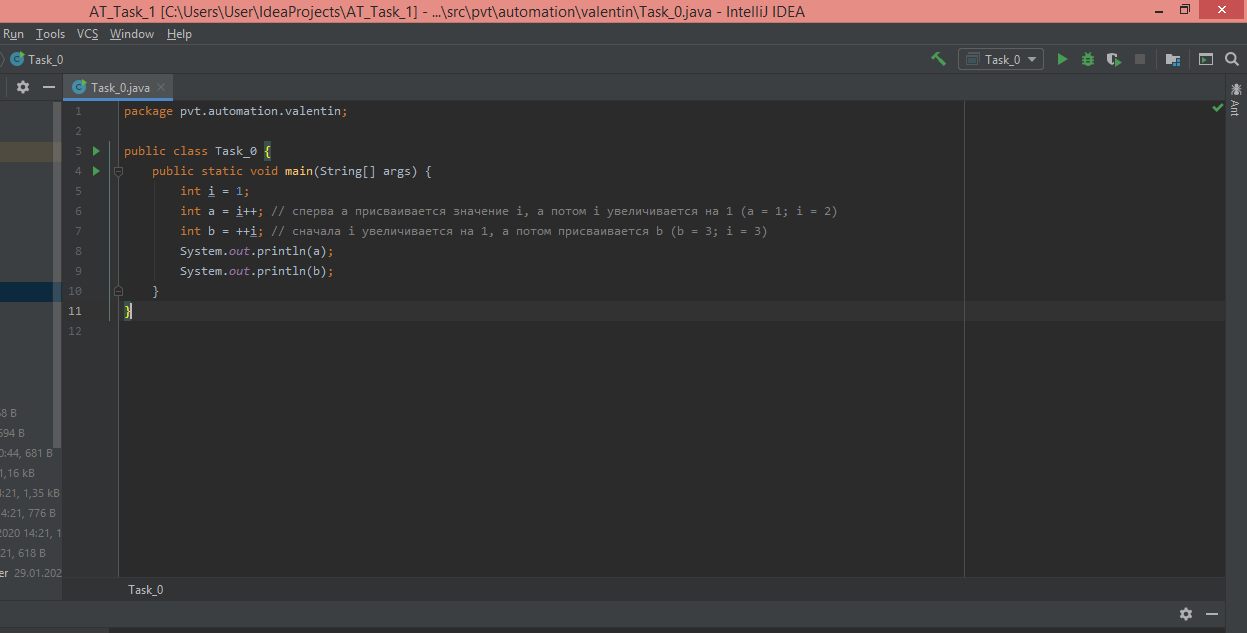 AT_Task_1 [C:\Users\User\IdeaProjects\AT_Task_1] - ...\src\pvt\automation\valentin\Task_0.java - IntelliJ IDEA
Run Tools VCS Window Help
Task_0 Task_0
Task_0.java
1 package pvt.automation.valentin;
2
3 public class Task_0 {
4 public static void main(String[] args) {
5 int i = 1;
6 int a = i++; // сперва a присваивается значение i, а потом i увеличивается на 1 (a = 1; i = 2)
7 int b = ++i; // сначала i увеличивается на 1, а потом присваивается b (b = 3; i = 3)
8 System.out.println(a);
9 System.out.println(b);
10 }
11 }
12
Ant
8 B
694 B
0:44, 681 B
1,16 kB
4:21, 1,35 kB
4:21, 776 B
2020 14:21, 1
21, 618 B
er 29.01.202
Task_0